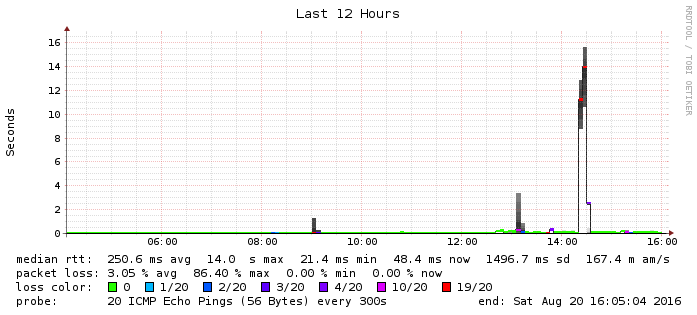 Last 12 Hours
RRDTOOL / TOBI OETIKER
Seconds
16
14
12
10
8
6
4
2
0
06:00 08:00 10:00 12:00 14:00 16:00
median rtt: 250.6 ms avg 14.0 s max 21.4 ms min 48.4 ms now 1496.7 ms sd 167.4 m am/s
packet loss: 3.05 % avg 86.40 % max 0.00 % min 0.00 % now
loss color: 0 1/20 2/20 3/20 4/20 10/20 19/20
probe: 20 ICMP Echo Pings (56 Bytes) every 300s end: Sat Aug 20 16:05:04 2016